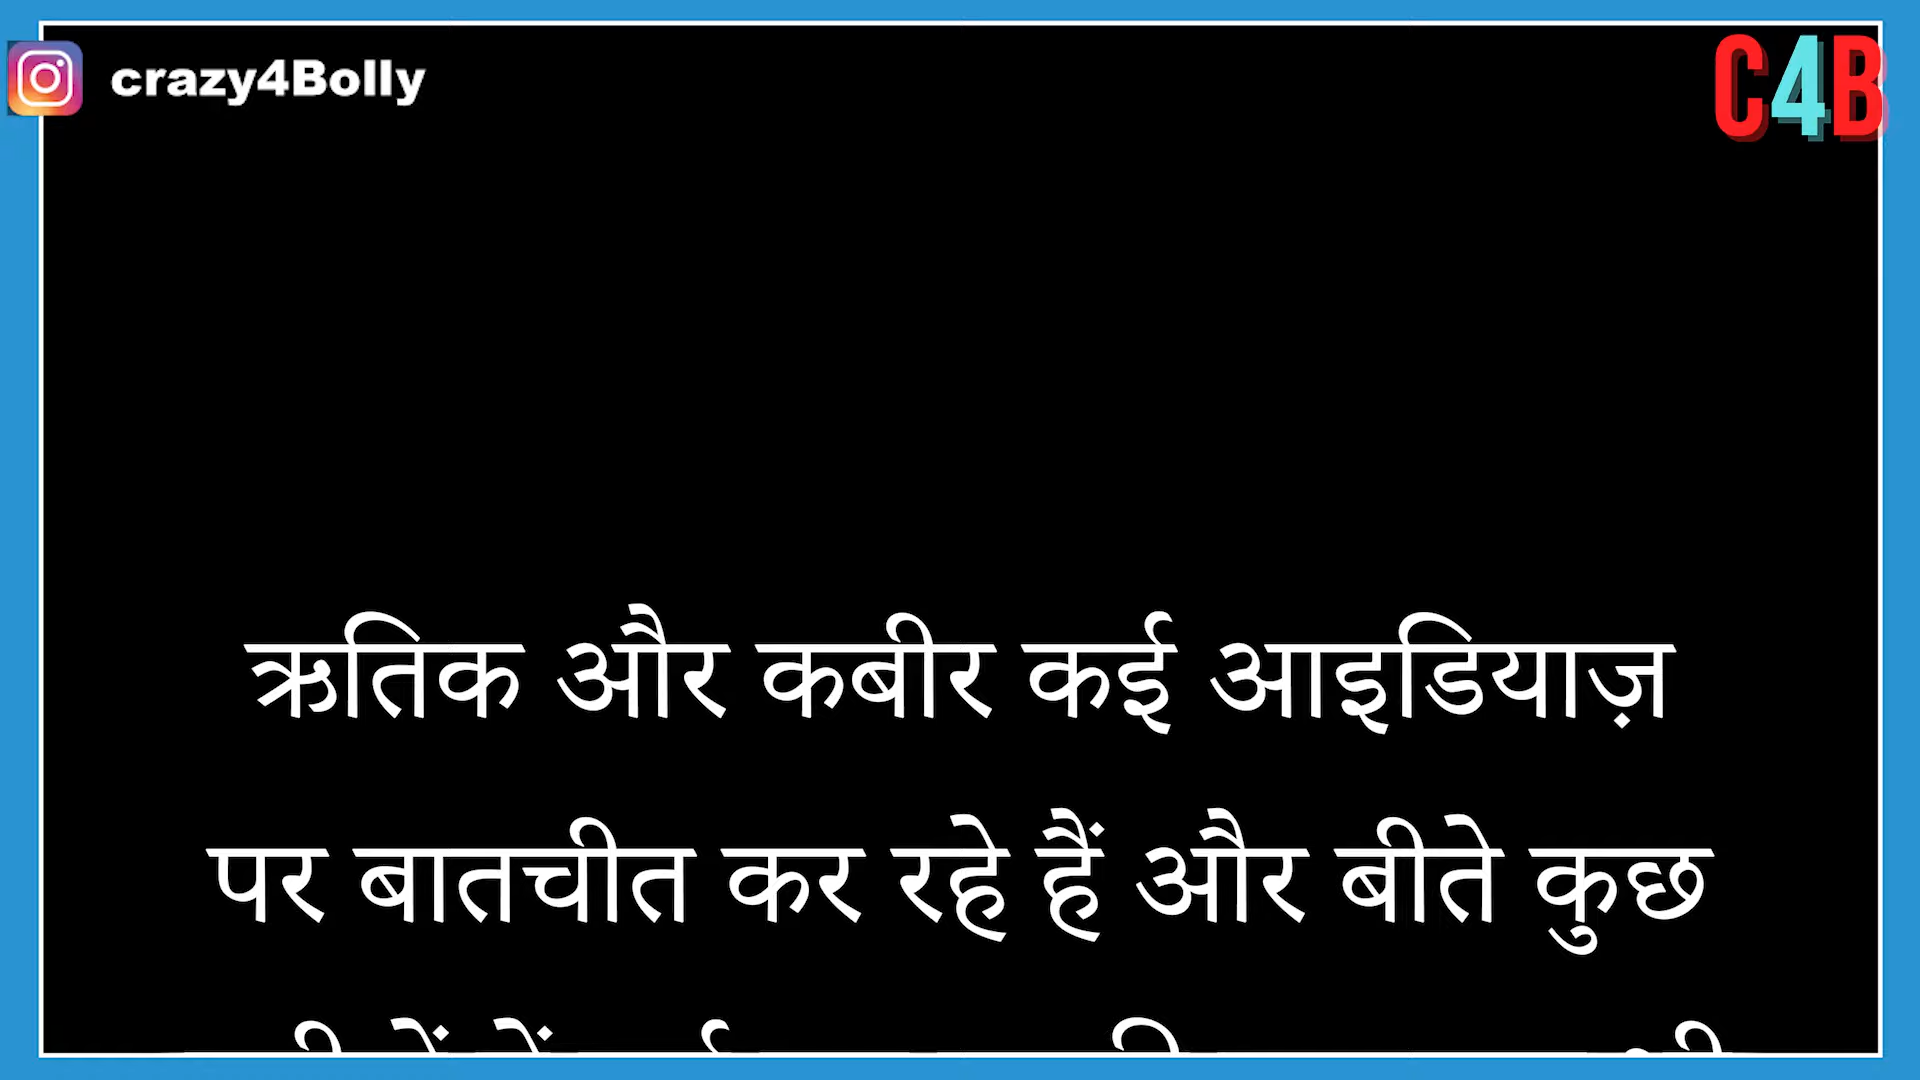 crazy4Bolly
C4B
ऋतिक और कबीर कई आइडियाज़
पर बातचीत कर रहे हैं और बीते कुछ